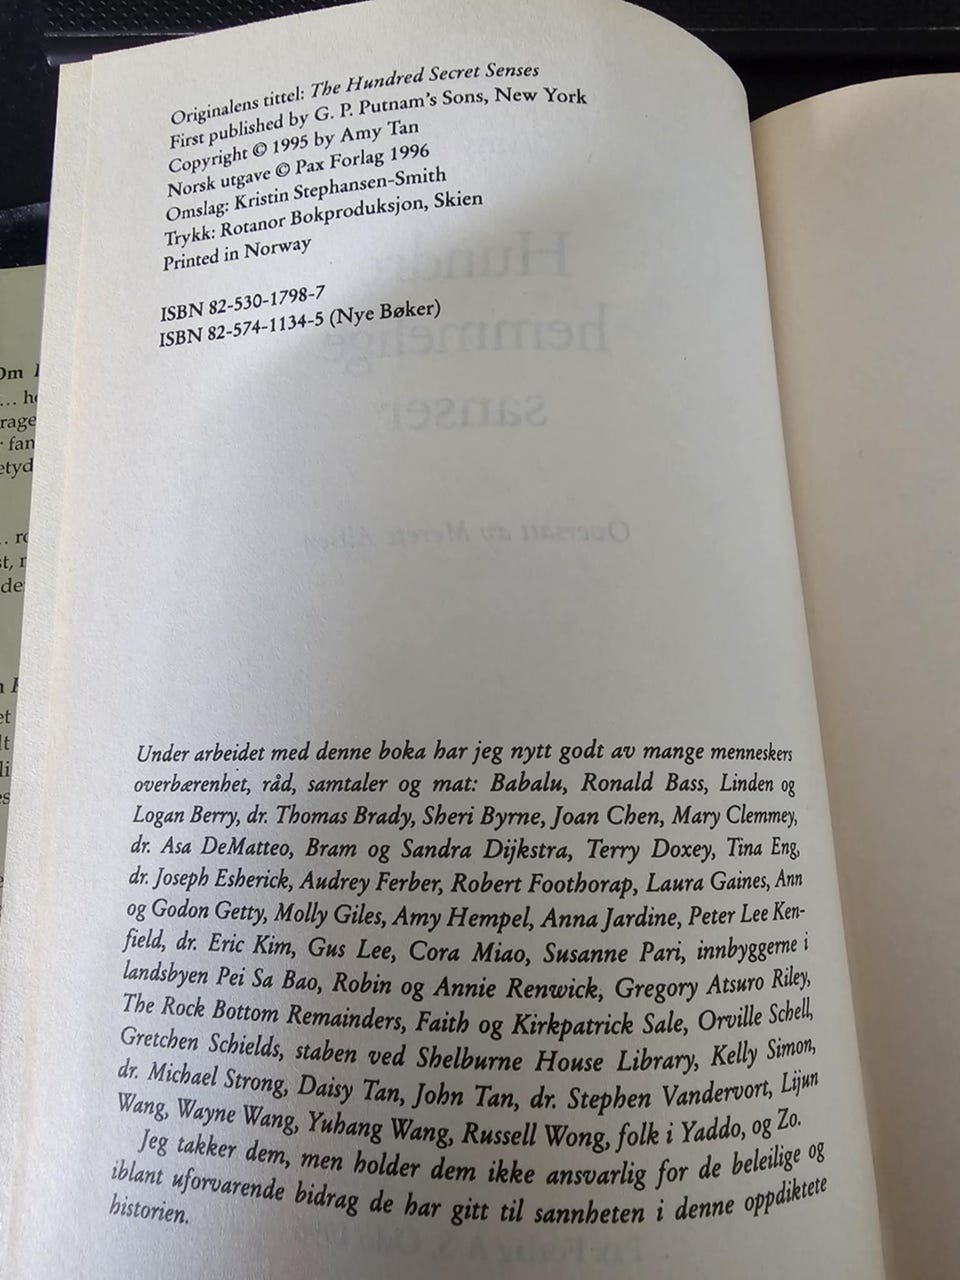 Originalens tittel: The Hundred Secret Senses
First published by G. P. Putnam's Sons, New York
Copyright © 1995 by Amy Tan
Norsk utgave © Pax Forlag 1996
Omslag: Kristin Stephansen-Smith
Trykk: Rotanor Bokproduksjon, Skien
Printed in Norway
ISBN 82-530-1798-7
ISBN 82-574-1134-5 (Nye Bøker)
Hundre
hemmelige
sanser
Oversatt av Merete Alfsen
Under arbeidet med denne boka har jeg nytt godt av mange menneskers
overbærenhet, råd, samtaler og mat: Babalu, Ronald Bass, Linden og
Logan Berry, dr. Thomas Brady, Sheri Byrne, Joan Chen, Mary Clemmey,
dr. Asa DeMatteo, Bram og Sandra Dijkstra, Terry Doxey, Tina Eng,
dr. Joseph Esherick, Audrey Ferber, Robert Foothorap, Laura Gaines, Ann
og Godon Getty, Molly Giles, Amy Hempel, Anna Jardine, Peter Lee Ken-
field, dr. Eric Kim, Gus Lee, Cora Miao, Susanne Pari, innbyggerne i
landsbyen Pei Sa Bao, Robin og Annie Renwick, Gregory Atsuro Riley,
The Rock Bottom Remainders, Faith og Kirkpatrick Sale, Orville Schell,
Gretchen Schields, staben ved Shelburne House Library, Kelly Simon,
dr. Michael Strong, Daisy Tan, John Tan, dr. Stephen Vandervort, Lijun
Wang, Wayne Wang, Yuhang Wang, Russell Wong, folk i Yaddo, og Zo.
Jeg takker dem, men holder dem ikke ansvarlig for de beleilige og
iblant uforvarende bidrag de har gitt til sannheten i denne oppdiktete
historien.